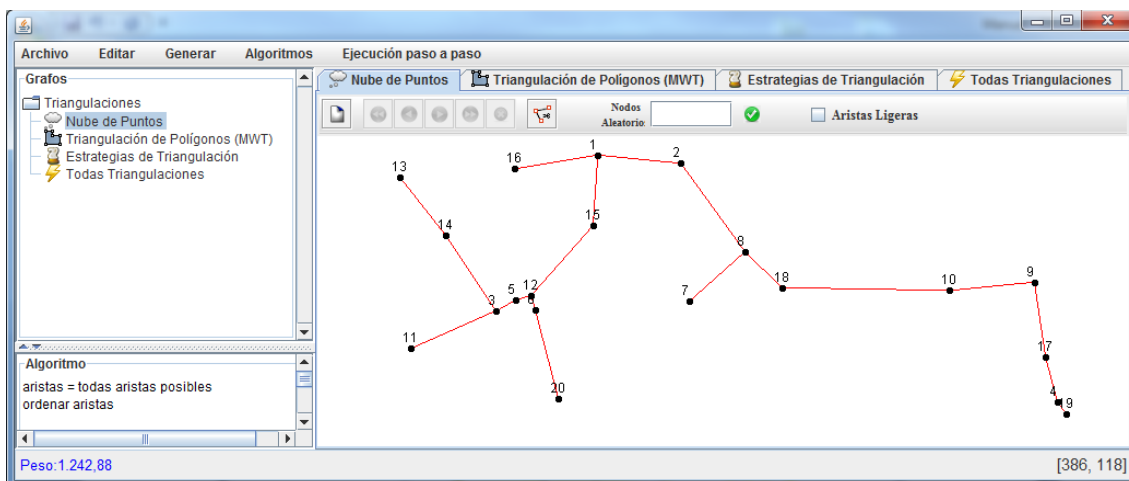 Archivo Editar Generar Algoritmos Ejecución paso a paso
Grafos
Triangulaciones
Nube de Puntos
Triangulación de Polígonos (MWT)
Estrategias de Triangulación
Todas Triangulaciones
Algoritmo
aristas = todas aristas posibles
ordenar aristas
Nube de Puntos Triangulación de Polígonos (MWT) Estrategias de Triangulación Todas Triangulaciones
Nodos
Aleatorio:
Aristas Ligeras
1
2
16
13
15
14
8
9
18
10
5
12
7
3
6
11
17
20
4
19
Peso:1.242,88
[386, 118]